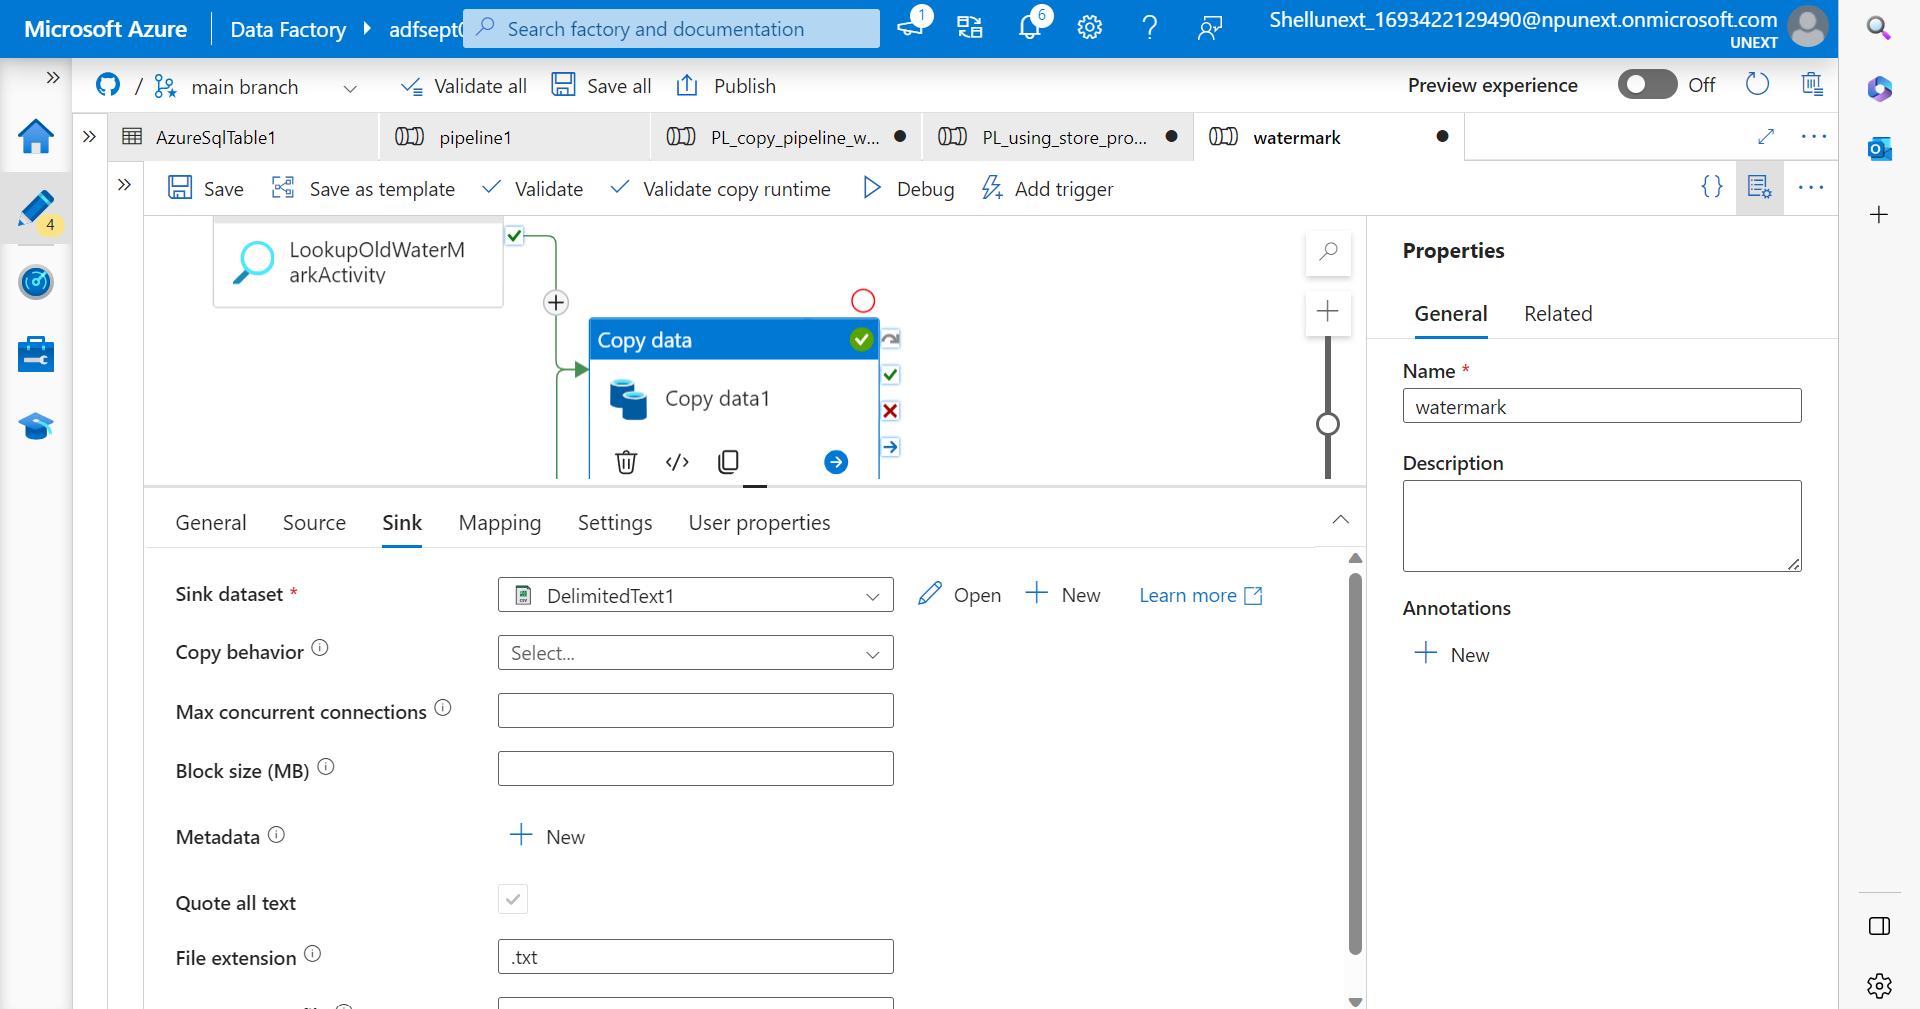 Microsoft Azure
Data Factory
adfsept0
Search factory and documentation
1
6
Shellunext_1693422129490@npunext.onmicrosoft.com
UNEXT
/
main branch
Validate all
Save all
Publish
Preview experience
Off
AzureSqlTable1
pipeline1
PL_copy_pipeline_w...
PL_using_store_pro...
watermark
Save
Save as template
Validate
Validate copy runtime
Debug
Add trigger
4
LookupOldWaterM
arkActivity
Copy data
Copy data1
Properties
General
Related
Name *
watermark
Description
Annotations
New
General
Source
Sink
Mapping
Settings
User properties
Sink dataset *
DelimitedText1
Open
New
Learn more
Copy behavior
Select...
Max concurrent connections
Block size (MB)
Metadata
New
Quote all text
File extension
.txt